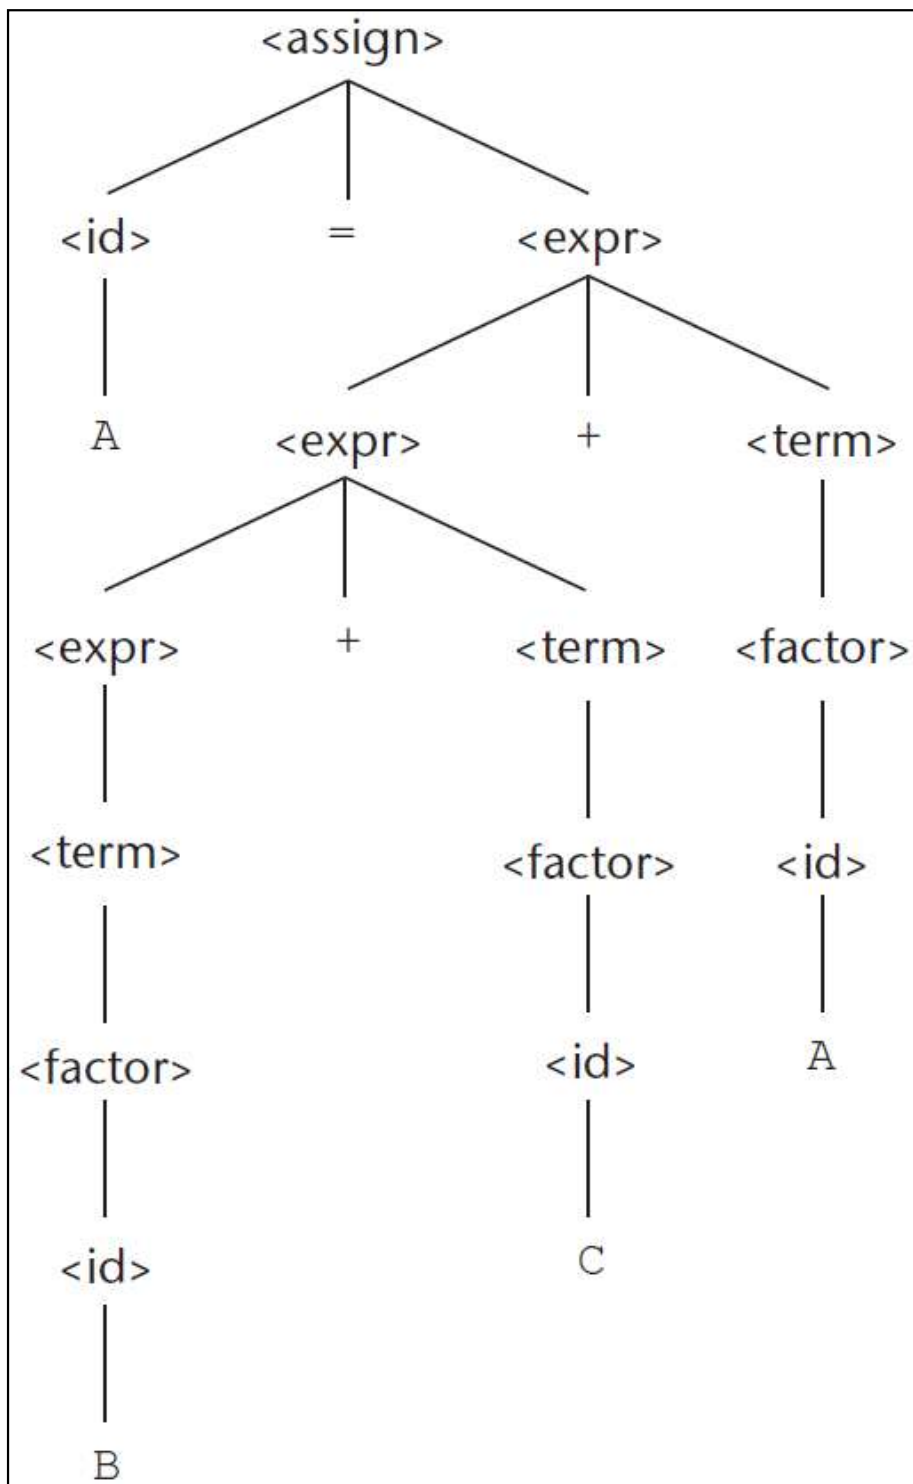 <assign>
<id> = <expr>
A <expr> + <term>
<expr> + <term> <factor>
<term> <factor> <id>
<factor> <id> A
<id> C
B